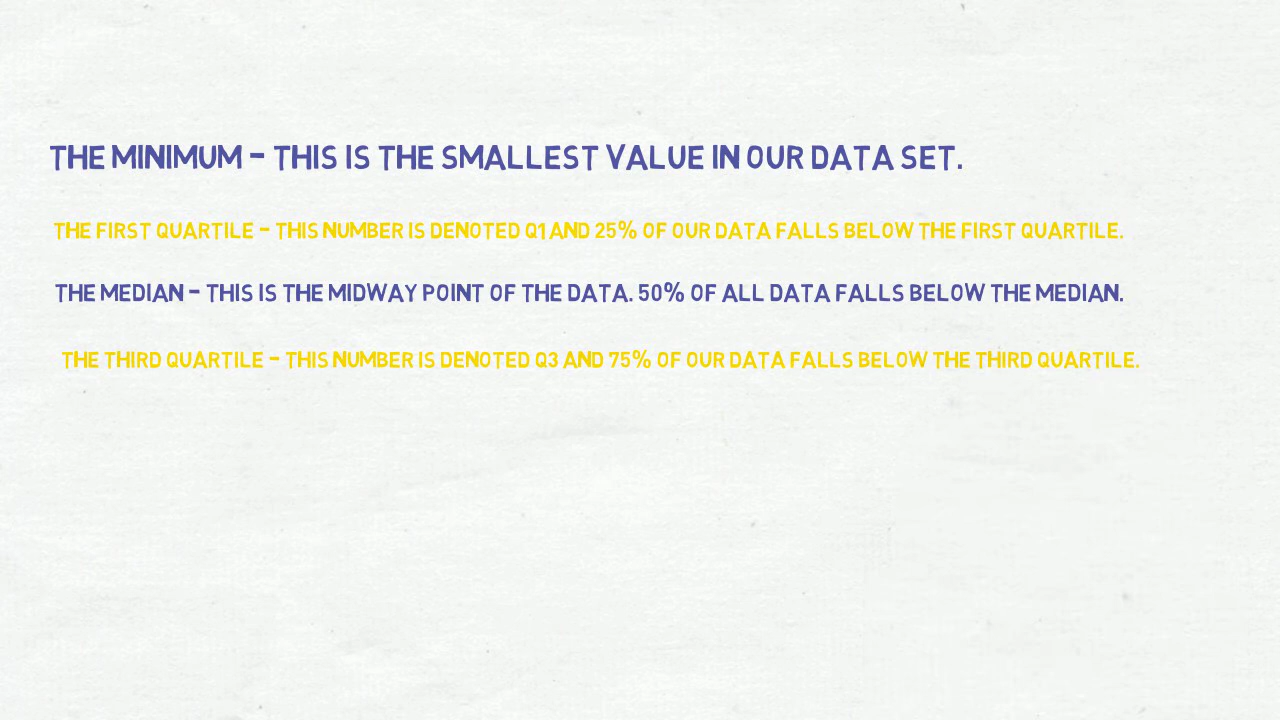 THE MINIMUM - THIS IS THE SMALLEST VALUE IN OUR DATA SET.
THE FIRST QUARTILE - THIS NUMBER IS DENOTED Q1 AND 25% OF OUR DATA FALLS BELOW THE FIRST QUARTILE.
THE MEDIAN - THIS IS THE MIDWAY POINT OF THE DATA. 50% OF ALL DATA FALLS BELOW THE MEDIAN.
THE THIRD QUARTILE - THIS NUMBER IS DENOTED Q3 AND 75% OF OUR DATA FALLS BELOW THE THIRD QUARTILE.